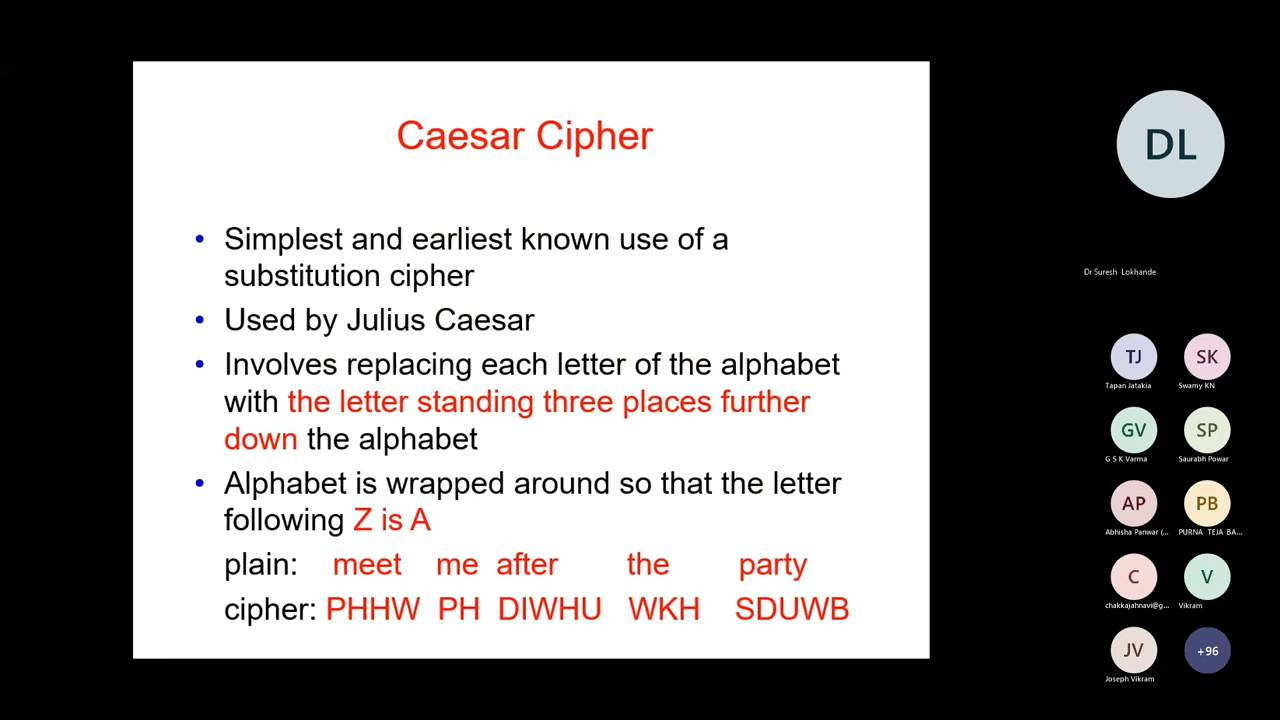 Caesar Cipher
• Simplest and earliest known use of a
substitution cipher
• Used by Julius Caesar
• Involves replacing each letter of the alphabet
with the letter standing three places further
down the alphabet
• Alphabet is wrapped around so that the letter
following Z is A
plain: meet me after the party
cipher: PHHW PH DIWHU WKH SDUWB
DL
Dr Suresh Lokhande
TJ SK
Tapan Jatakia Swamy KN
GV SP
G S K Varma Saurabh Powar
AP PB
Abhisha Panwar (... PURNA TEJA BA...
C V
chakkajahnavi@g... Vikram
JV +96
Joseph Vikram